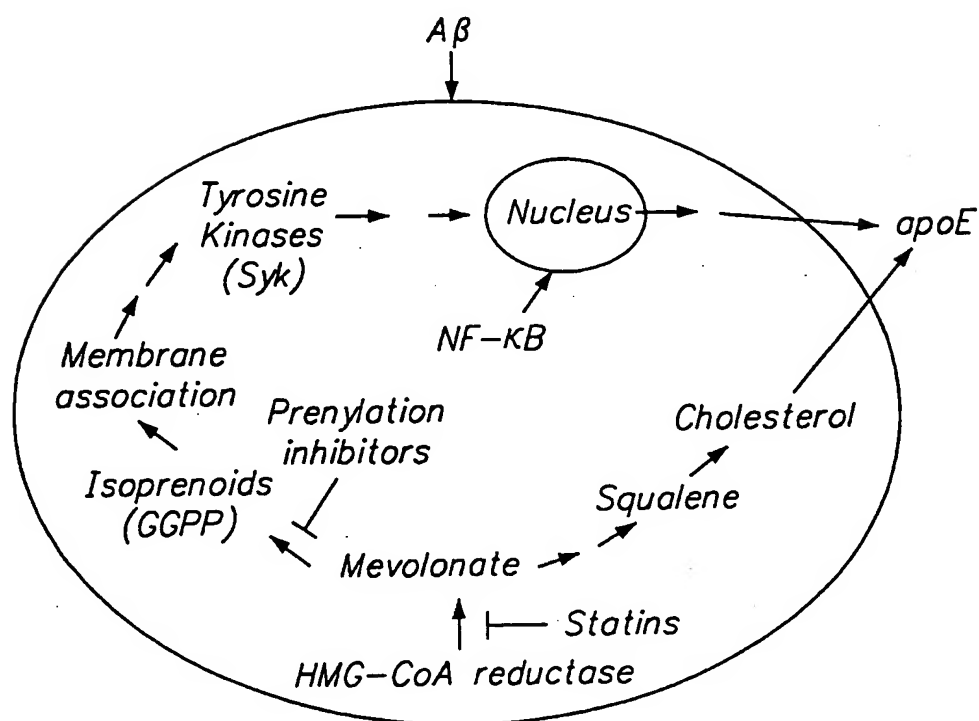 Aβ
Tyrosine
Kinases
(Syk)
Nucleus
apoE
NF-κB
Membrane
association
Prenylation
inhibitors
Cholesterol
Isoprenoids
(GGPP)
Squalene
Mevolonate
Statins
HMG-CoA reductase